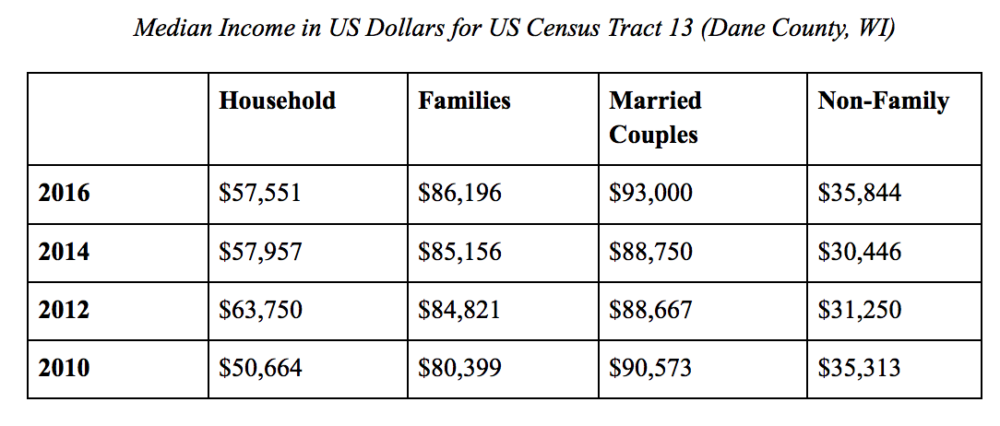 Median Income in US Dollars for US Census Tract 13 (Dane County, WI)
Household Families Married Couples Non-Family
2016 $57,551 $86,196 $93,000 $35,844
2014 $57,957 $85,156 $88,750 $30,446
2012 $63,750 $84,821 $88,667 $31,250
2010 $50,664 $80,399 $90,573 $35,313